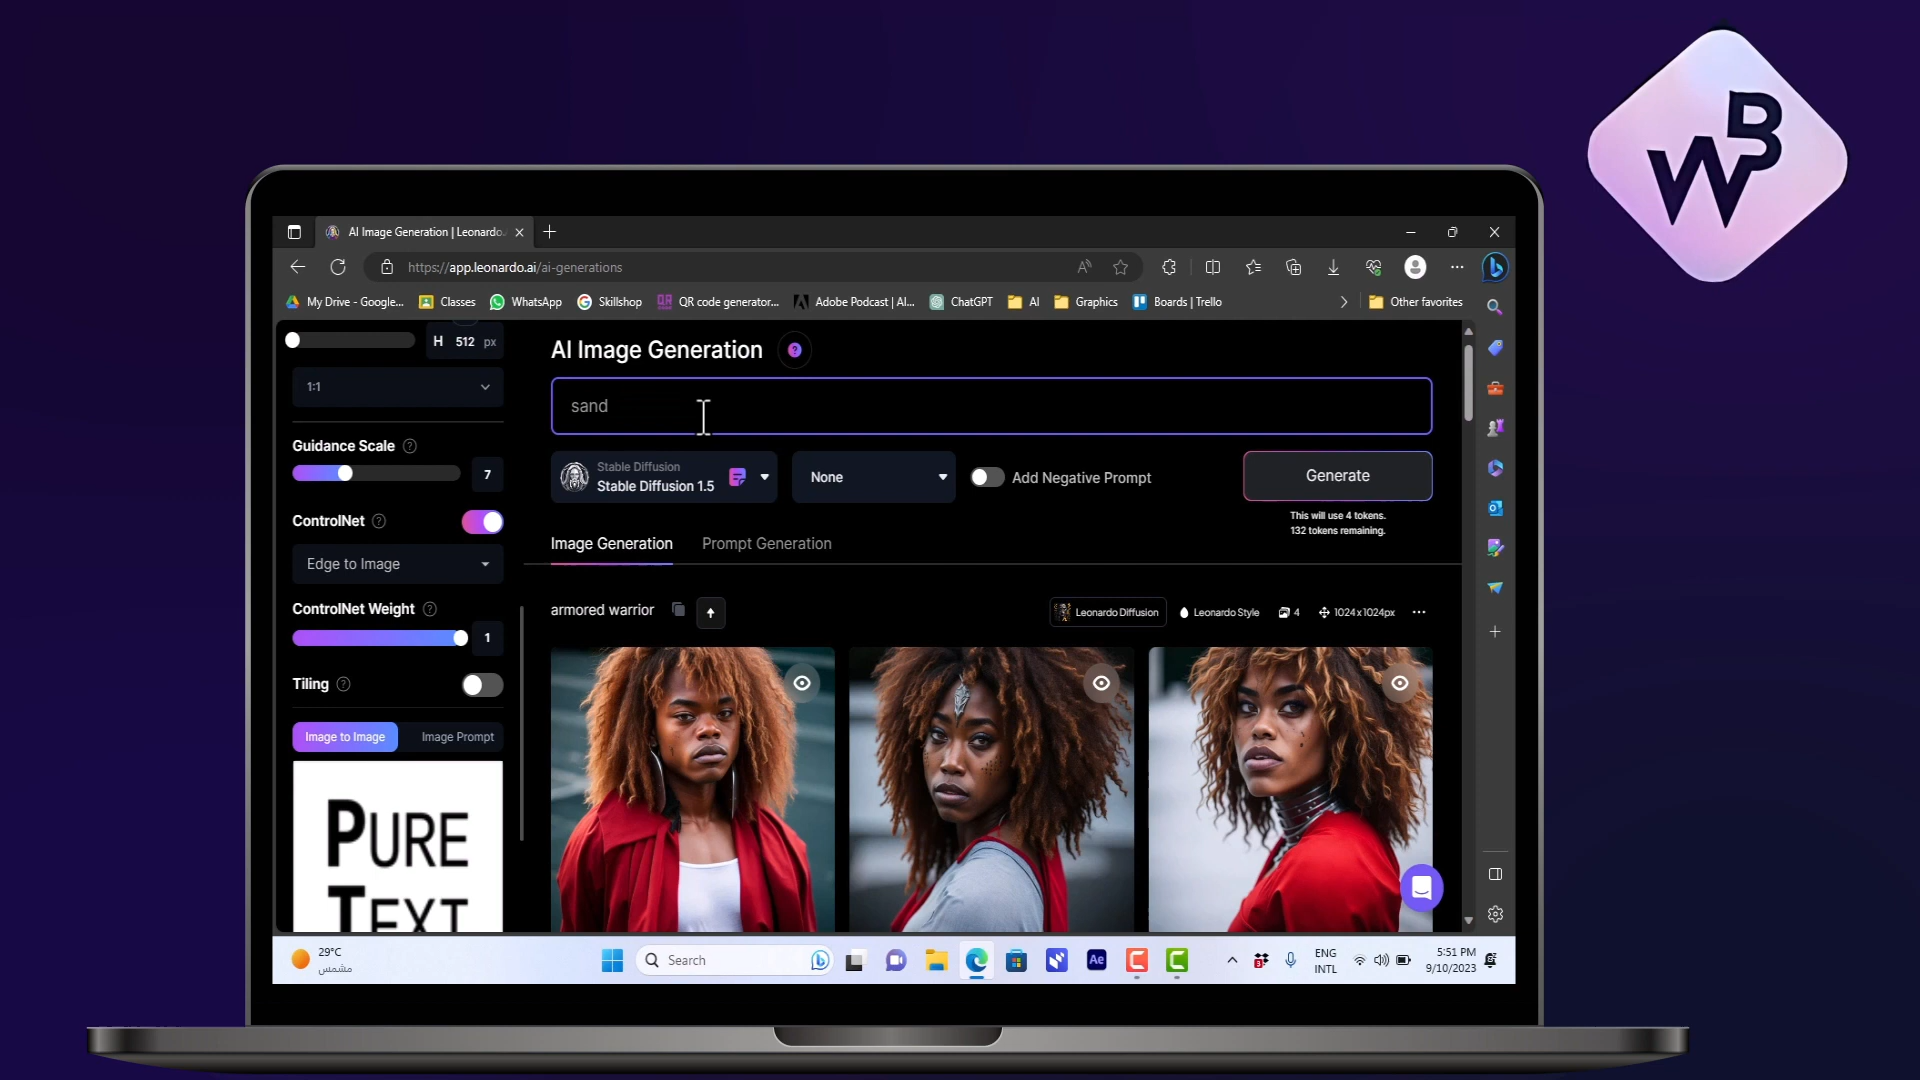 WB
AI Image Generation | Leonardo.
https://app.leonardo.ai/ai-generations
My Drive - Google...
Classes
WhatsApp
Skillshop
QR code generator...
Adobe Podcast | AI...
ChatGPT
AI
Graphics
Boards | Trello
Other favorites
H 512 px
1:1
Guidance Scale
7
ControlNet
Edge to Image
ControlNet Weight
1
Tiling
Image to Image
Image Prompt
PURE
TEXT
AI Image Generation
sand
Stable Diffusion
Stable Diffusion 1.5
None
Add Negative Prompt
Generate
This will use 4 tokens.
132 tokens remaining.
Image Generation
Prompt Generation
armored warrior
Leonardo Diffusion
Leonardo Style
4
1024x1024px
29°C
مشمس
Search
Ae
ENG
INTL
5:51 PM
9/10/2023